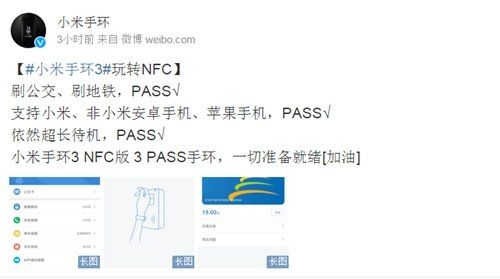 小米手环
3小时前 来自 微博 weibo.com
【#小米手环3#玩转NFC】
刷公交、刷地铁，PASS√
支持小米、非小米安卓手机、苹果手机，PASS√
依然超长待机，PASS√
小米手环3 NFC版 3 PASS手环，一切准备就绪[加油]
19.00元
长图
长图
长图